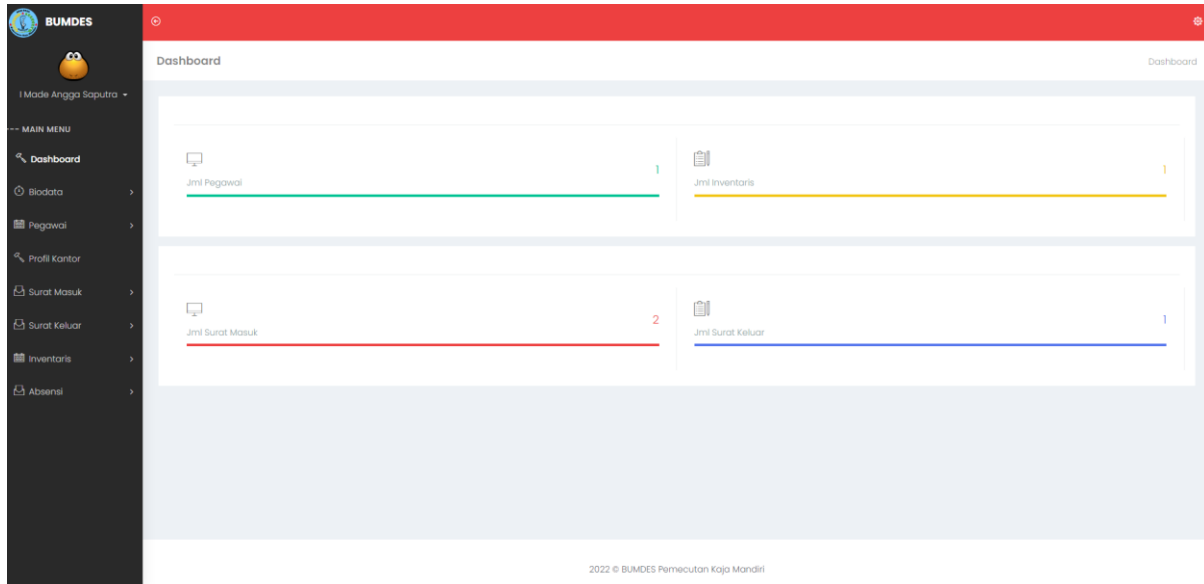 BUMDES
I Made Angga Saputra
--- MAIN MENU
Dashboard
Biodata
Pegawai
Profil Kantor
Surat Masuk
Surat Keluar
Inventaris
Absensi
Dashboard
Dashboard
1
Jml Pegawai
1
Jml Inventaris
2
Jml Surat Masuk
1
Jml Surat Keluar
2022 © BUMDES Pemecutan Kaja Mandiri